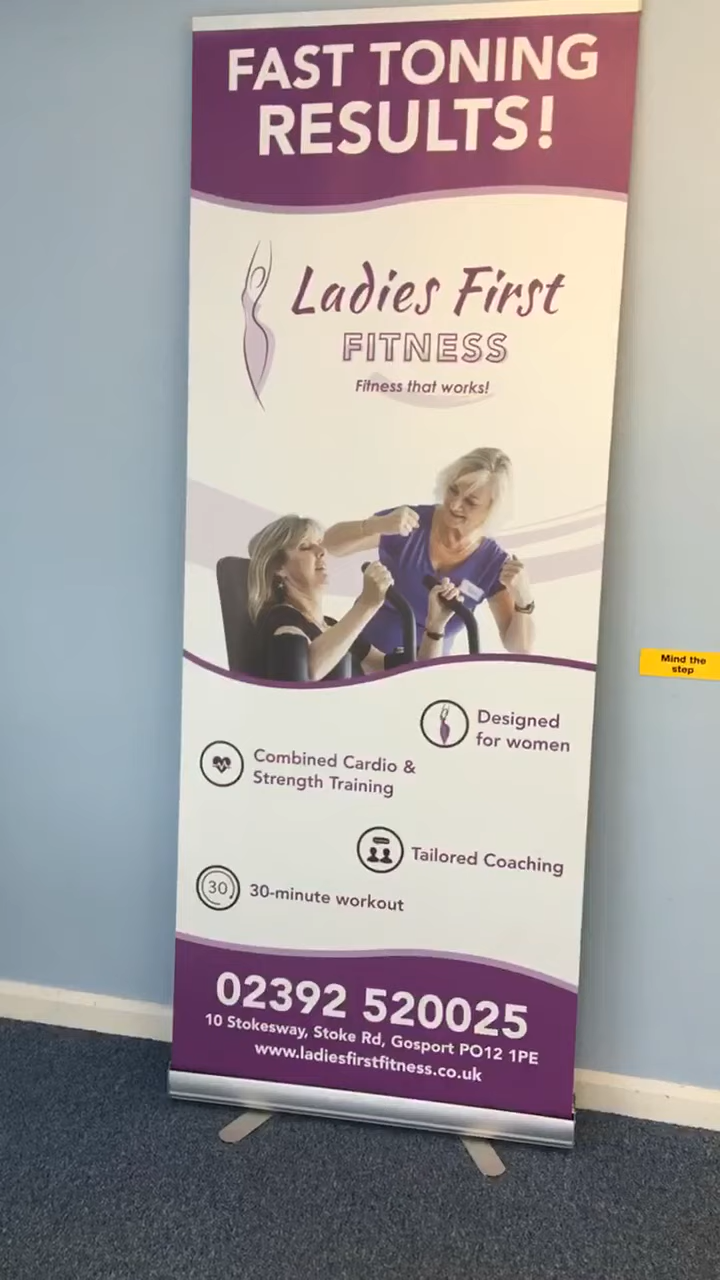 FAST TONING
RESULTS!
Ladies First
FITNESS
Fitness that works!
Mind the
step
Designed
for women
Combined Cardio &
Strength Training
Tailored Coaching
30
30-minute workout
02392 520025
10 Stokesway, Stoke Rd, Gosport PO12 1PE
www.ladiesfirstfitness.co.uk